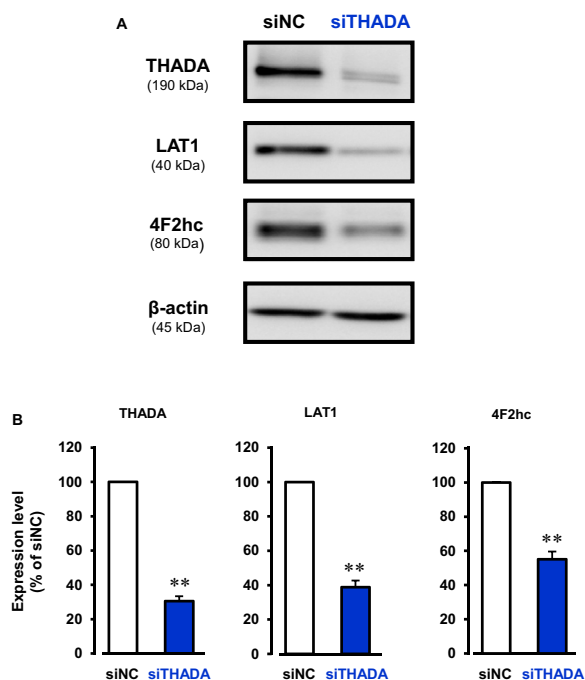 A
siNC siTHADA
THADA
(190 kDa)
LAT1
(40 kDa)
4F2hc
(80 kDa)
β-actin
(45 kDa)
B
THADA
LAT1
4F2hc
Expression level
(% of siNC)
120
100
80
60
40
20
0
**
siNC siTHADA
120
100
80
60
40
20
0
**
siNC siTHADA
120
100
80
60
40
20
0
**
siNC siTHADA